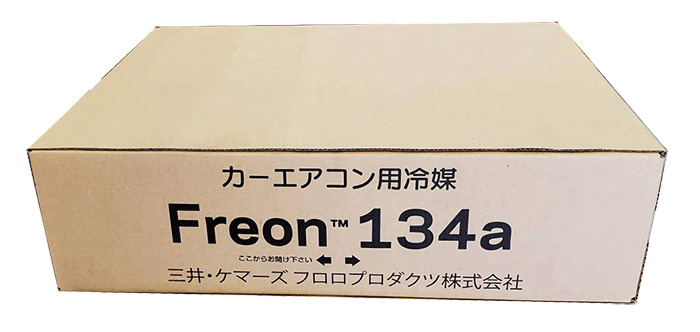 カーエアコン用冷媒
Freon™ 134a
ここからお開け下さい ← →
三井・ケマーズ フロロプロダクツ株式会社